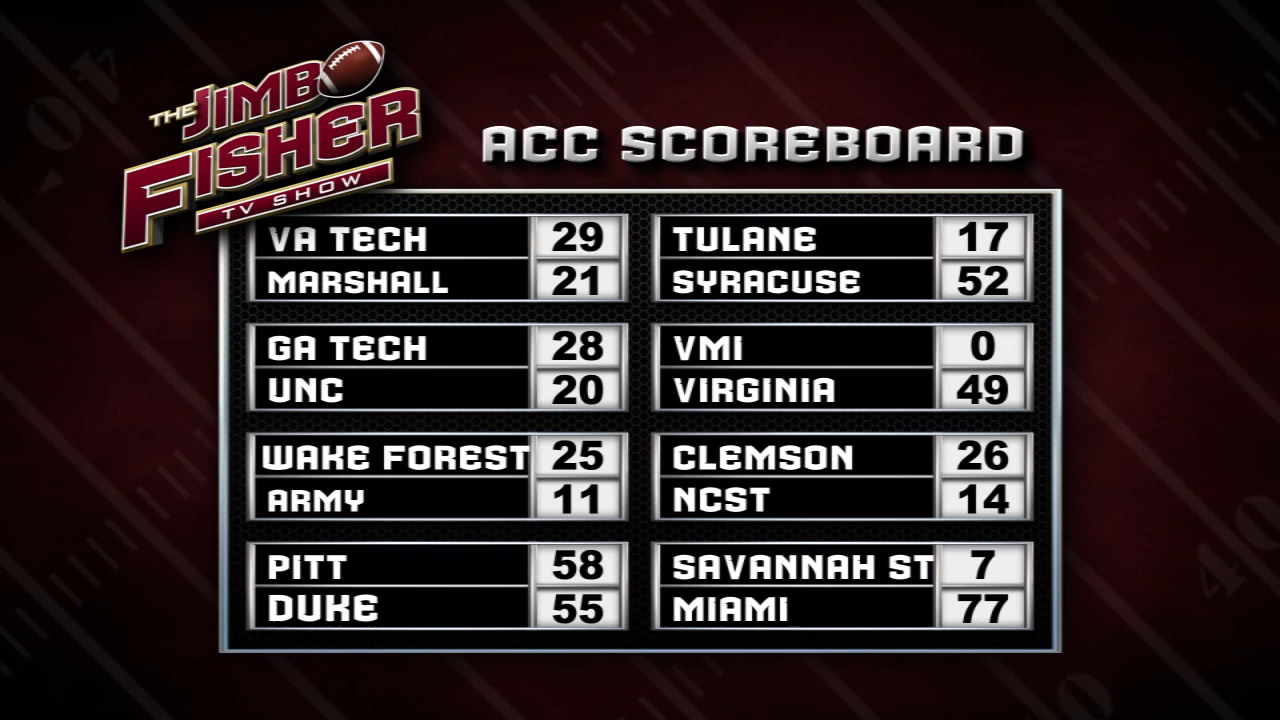 THE JIMBO
FISHER
TV SHOW
ACC SCOREBOARD
VA TECH 29
MARSHALL 21
TULANE 17
SYRACUSE 52
GA TECH 28
UNC 20
VMI 0
VIRGINIA 49
WAKE FOREST 25
ARMY 11
CLEMSON 26
NCST 14
PITT 58
DUKE 55
SAVANNAH ST 7
MIAMI 77